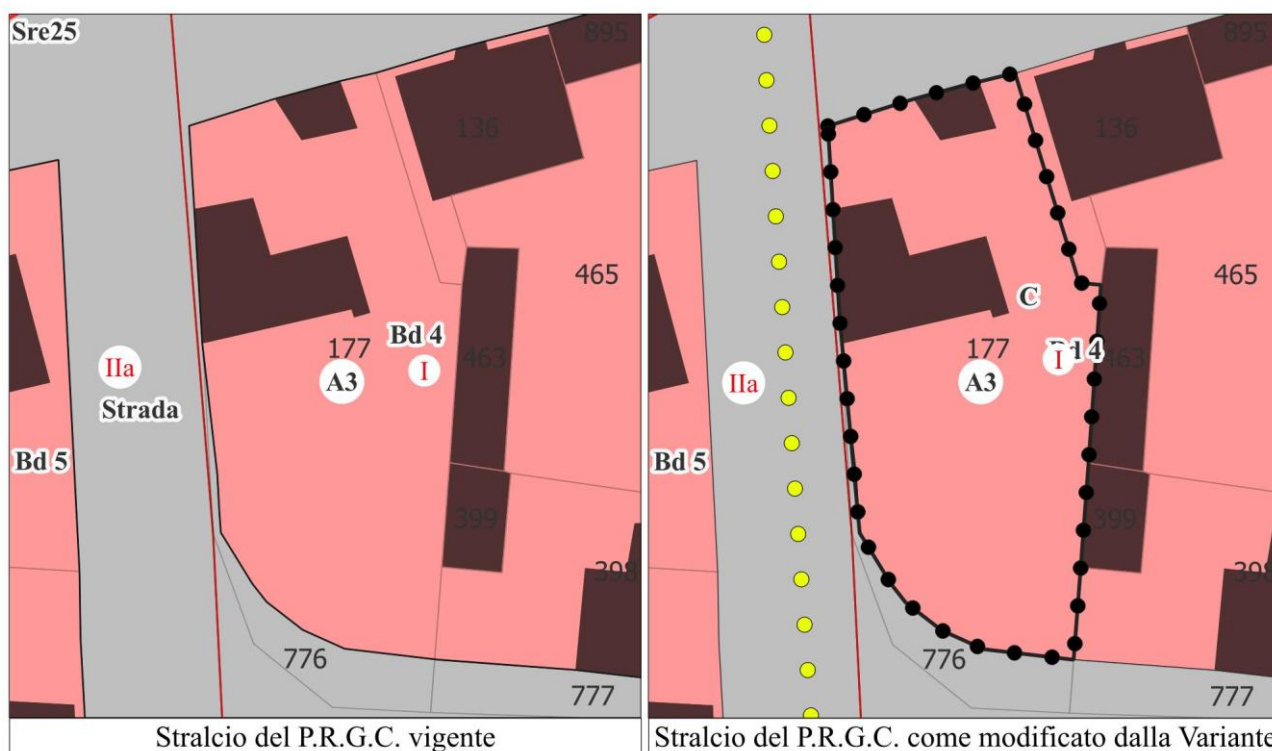 Sre25
895
136
465
Bd 4
177
463
IIa
A3
I
Strada
Bd 5
399
398
776
777
Stralcio del P.R.G.C. vigente
895
136
465
C
177
Bd 4
463
IIa
A3
I
Bd 5
399
398
776
777
Stralcio del P.R.G.C. come modificato dalla Variante